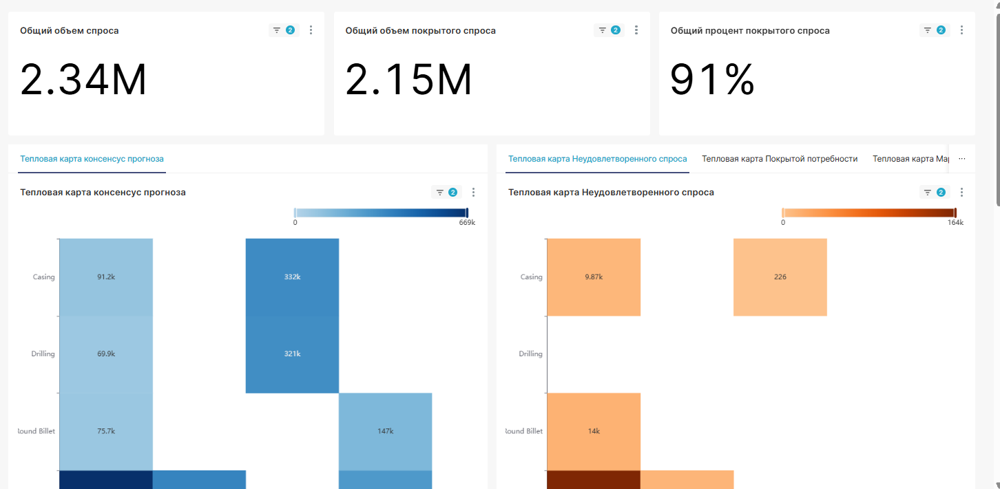 Общий объем спроса
2
2.34M
Общий объем покрытого спроса
2
2.15M
Общий процент покрытого спроса
2
91%
Тепловая карта консенсус прогноза
Тепловая карта консенсус прогноза
2
0
669k
Casing
91.2k
332k
Drilling
69.9k
321k
Round Billet
75.7k
147k
Тепловая карта Неудовлетворенного спроса
Тепловая карта Покрытой потребности
Тепловая карта Мар
...
Тепловая карта Неудовлетворенного спроса
2
0
164k
Casing
9.87k
226
Drilling
Round Billet
14k